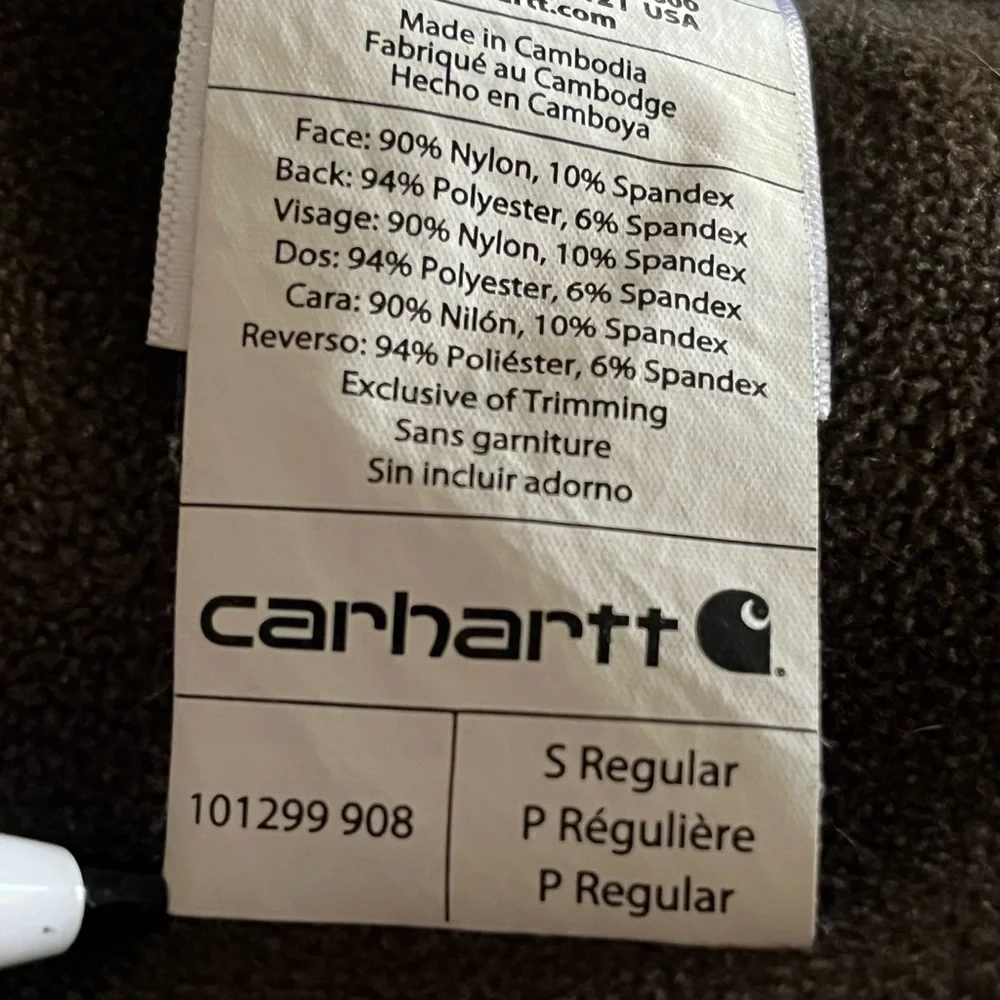 USA
Made in Cambodia
Fabriqué au Cambodge
Hecho en Camboya
Face: 90% Nylon, 10% Spandex
Back: 94% Polyester, 6% Spandex
Visage: 90% Nylon, 10% Spandex
Dos: 94% Polyester, 6% Spandex
Cara: 90% Nilón, 10% Spandex
Reverso: 94% Poliéster, 6% Spandex
Exclusive of Trimming
Sans garniture
Sin incluir adorno
carhartt
101299 908
S Regular
P Régulière
P Regular